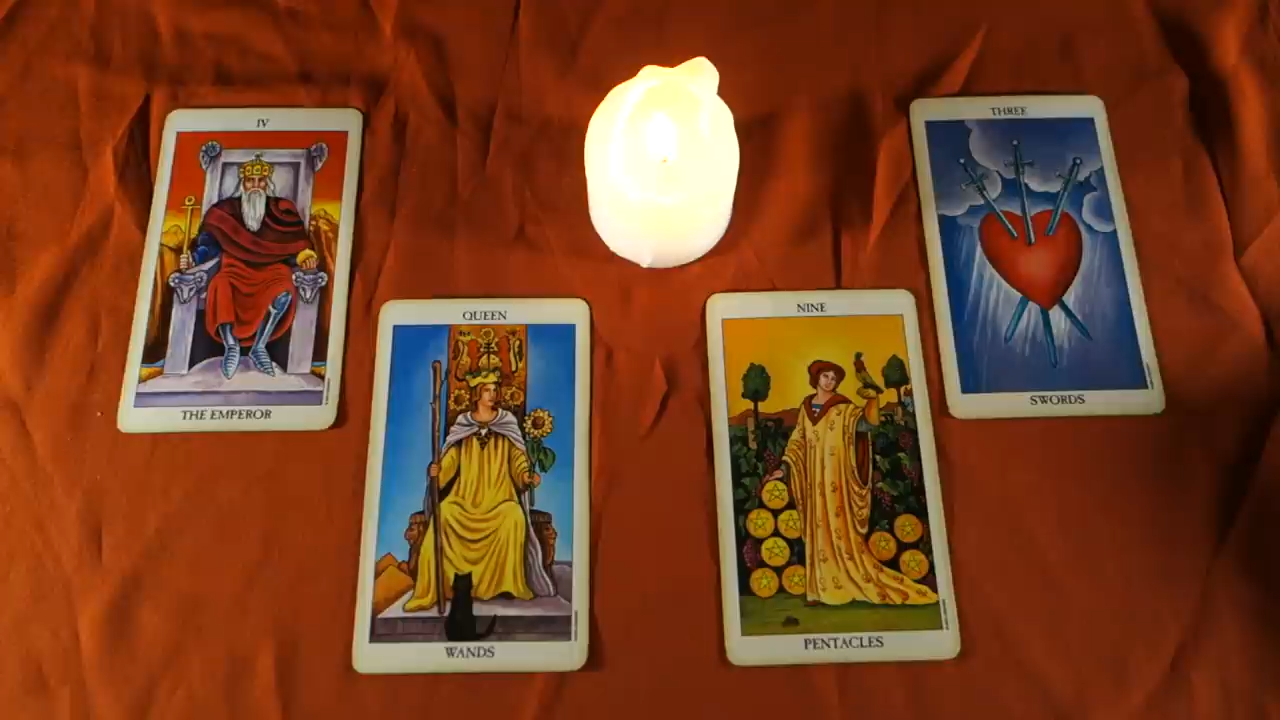 IV
THE EMPEROR
QUEEN
WANDS
NINE
PENTACLES
THREE
SWORDS